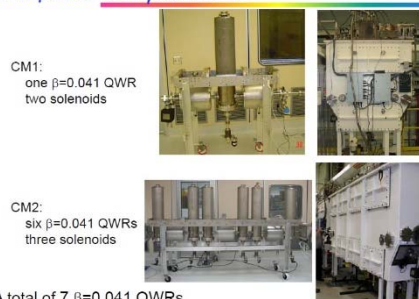 CM1:
one β=0.041 QWR
two solenoids
CM2:
six β=0.041 QWRs
three solenoids
A total of 7 β=0.041 QWRs